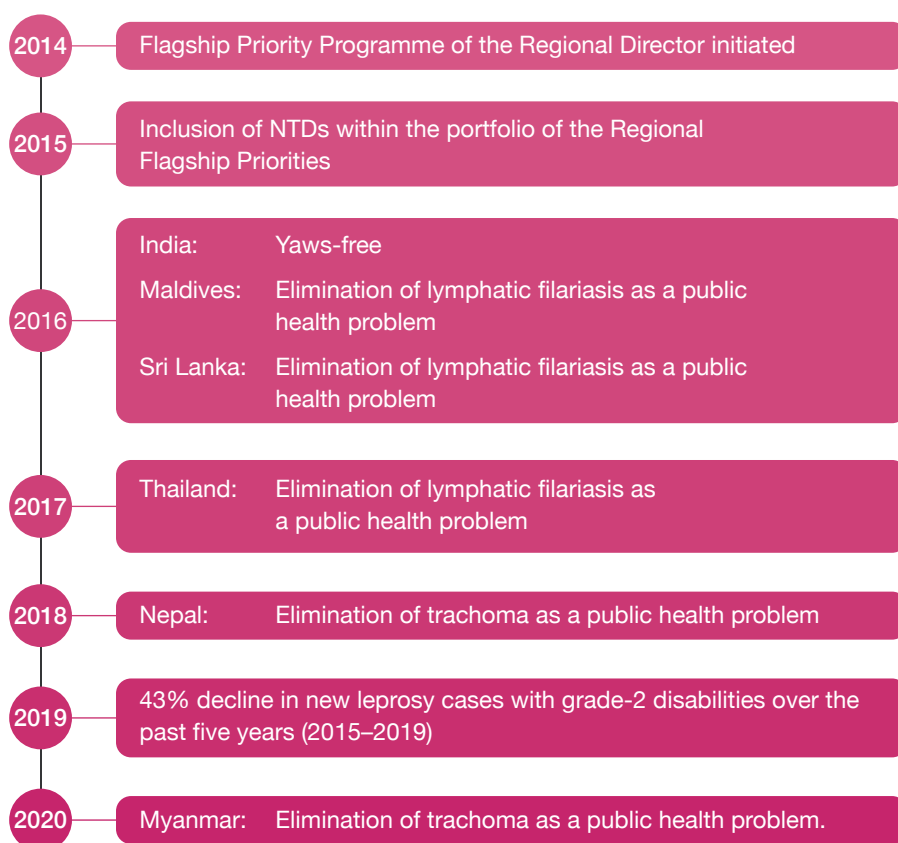 2014 Flagship Priority Programme of the Regional Director initiated
2015 Inclusion of NTDs within the portfolio of the Regional
Flagship Priorities
2016
India: Yaws-free
Maldives: Elimination of lymphatic filariasis as a public
health problem
Sri Lanka: Elimination of lymphatic filariasis as a public
health problem
2017
Thailand: Elimination of lymphatic filariasis as
a public health problem
2018 Nepal: Elimination of trachoma as a public health problem
2019 43% decline in new leprosy cases with grade-2 disabilities over the
past five years (2015–2019)
2020 Myanmar: Elimination of trachoma as a public health problem.